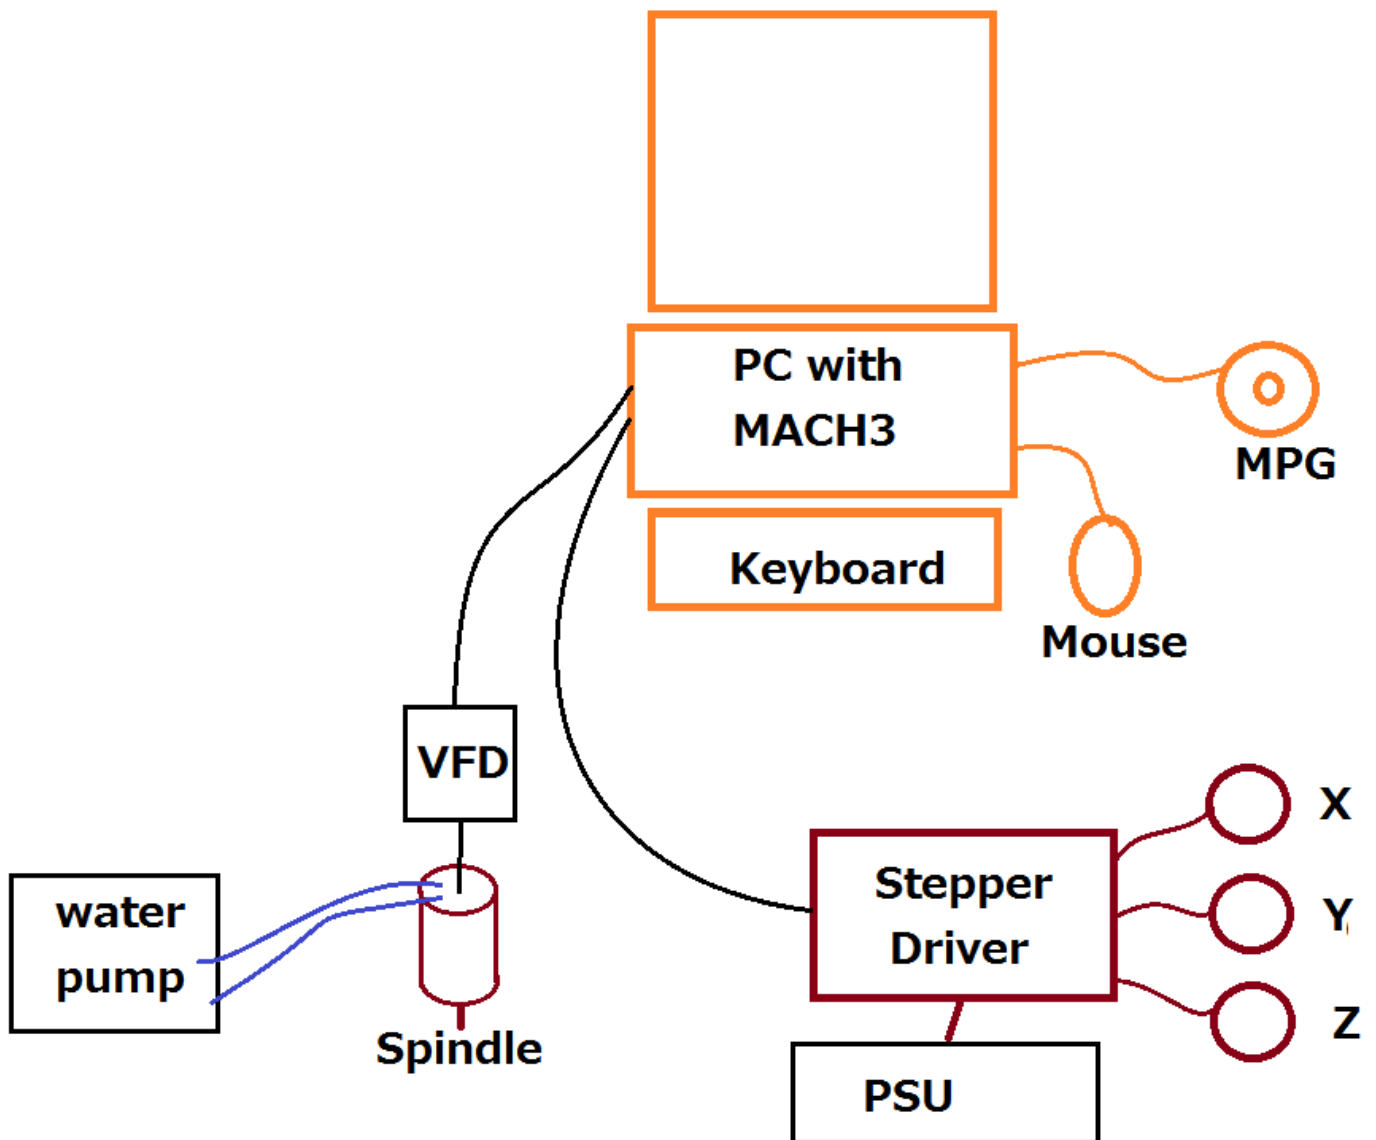 PC with
MACH3
MPG
Keyboard
Mouse
VFD
X
Stepper
Driver
Y
water
pump
Z
Spindle
PSU